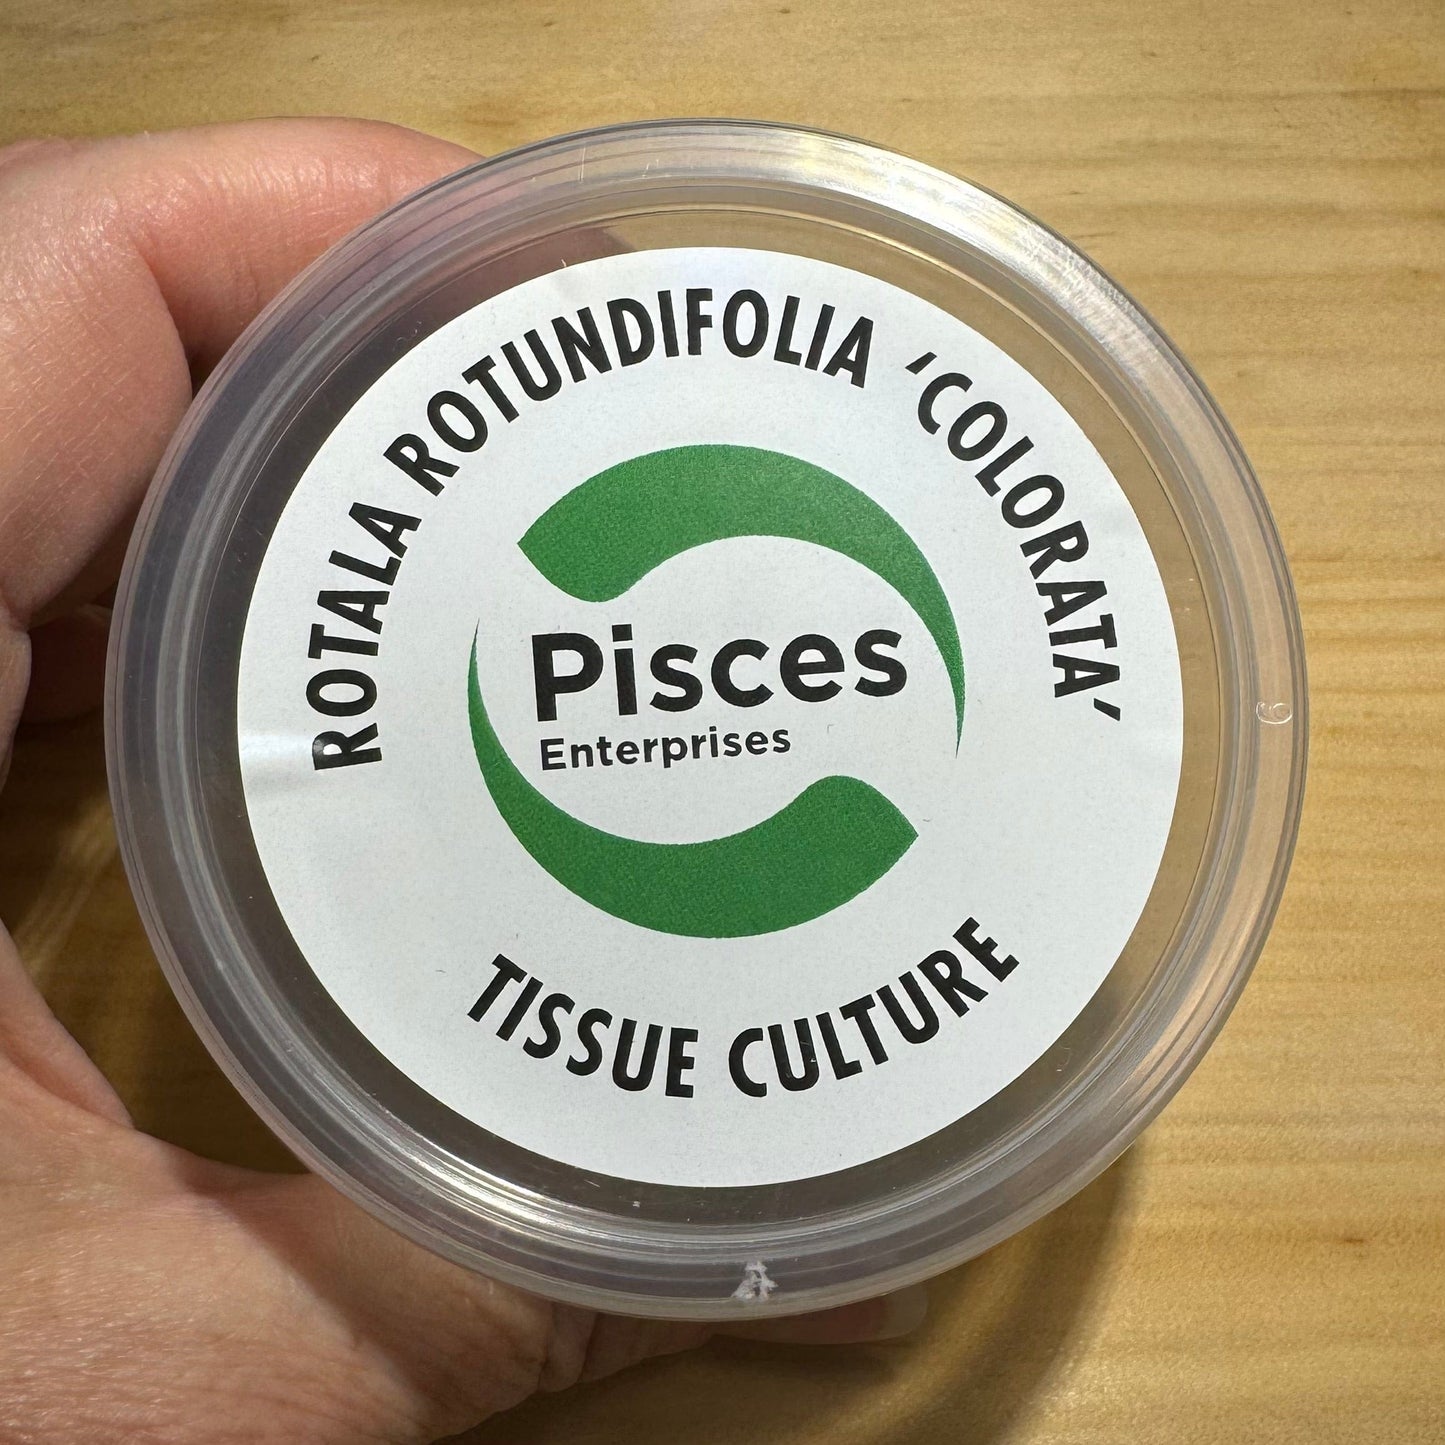 ROTALA ROTUNDIFOLIA ‘COLORATA’
Pisces
Enterprises
TISSUE CULTURE